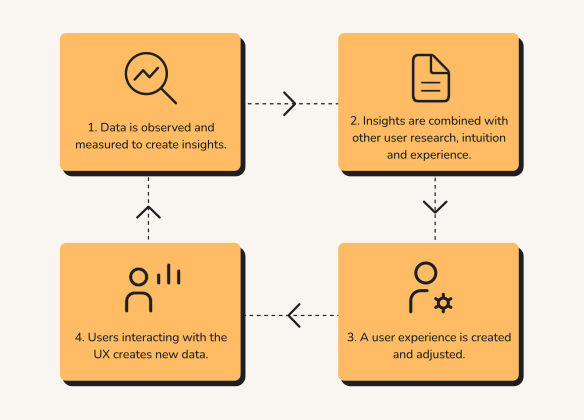 1. Data is observed and
measured to create insights.
2. Insights are combined with
other user research, intuition
and experience.
3. A user experience is created
and adjusted.
4. Users interacting with the
UX creates new data.